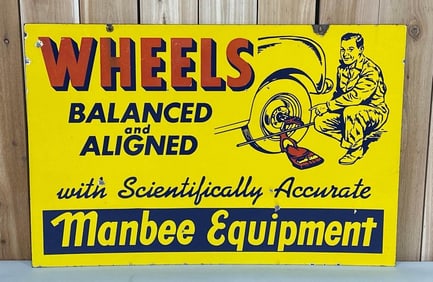 WHEELS
BALANCED
and
ALIGNED
with Scientifically Accurate
Manbee Equipment